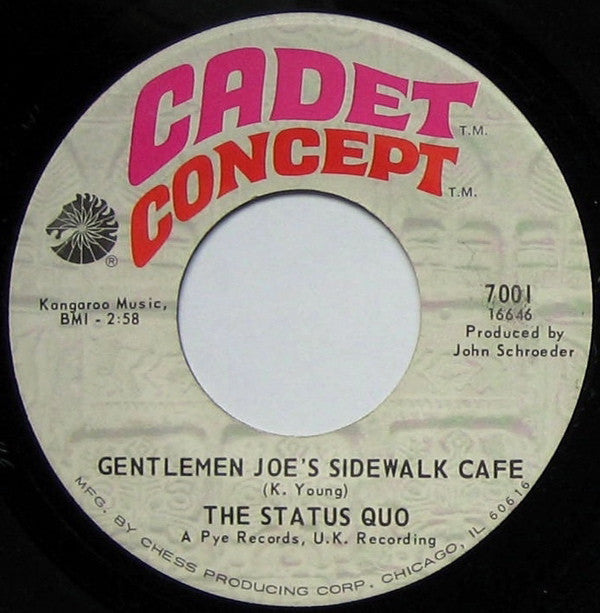 CADET T.M.
CONCEPT T.M.
®
Kangaroo Music,
BMI - 2:58
7001
16646
Produced by
John Schroeder
GENTLEMEN JOE'S SIDEWALK CAFE
(K. Young)
THE STATUS QUO
A Pye Records, U.K. Recording
MFG. BY CHESS PRODUCING CORP. CHICAGO, IL 60616